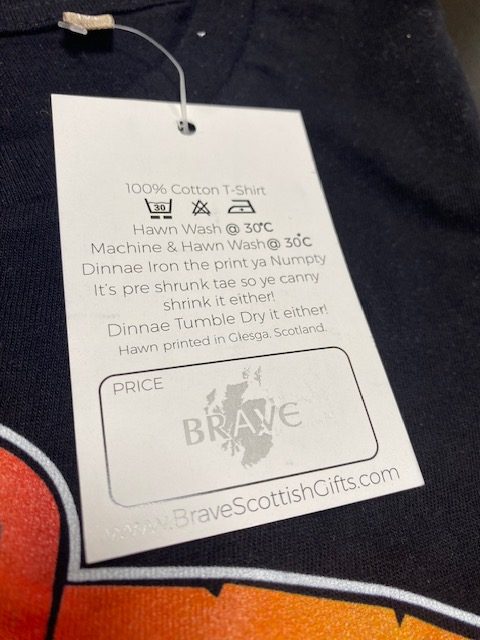 100% Cotton T-Shirt
30
Hawn Wash @ 30°C
Machine & Hawn Wash @ 30°C
Dinnae Iron the print ya Numpty
It's pre shrunk tae so ye canny
shrink it either!
Dinnae Tumble Dry it either!
Hawn printed in Glesga, Scotland.
PRICE
BRAVE
www.BraveScottishGifts.com